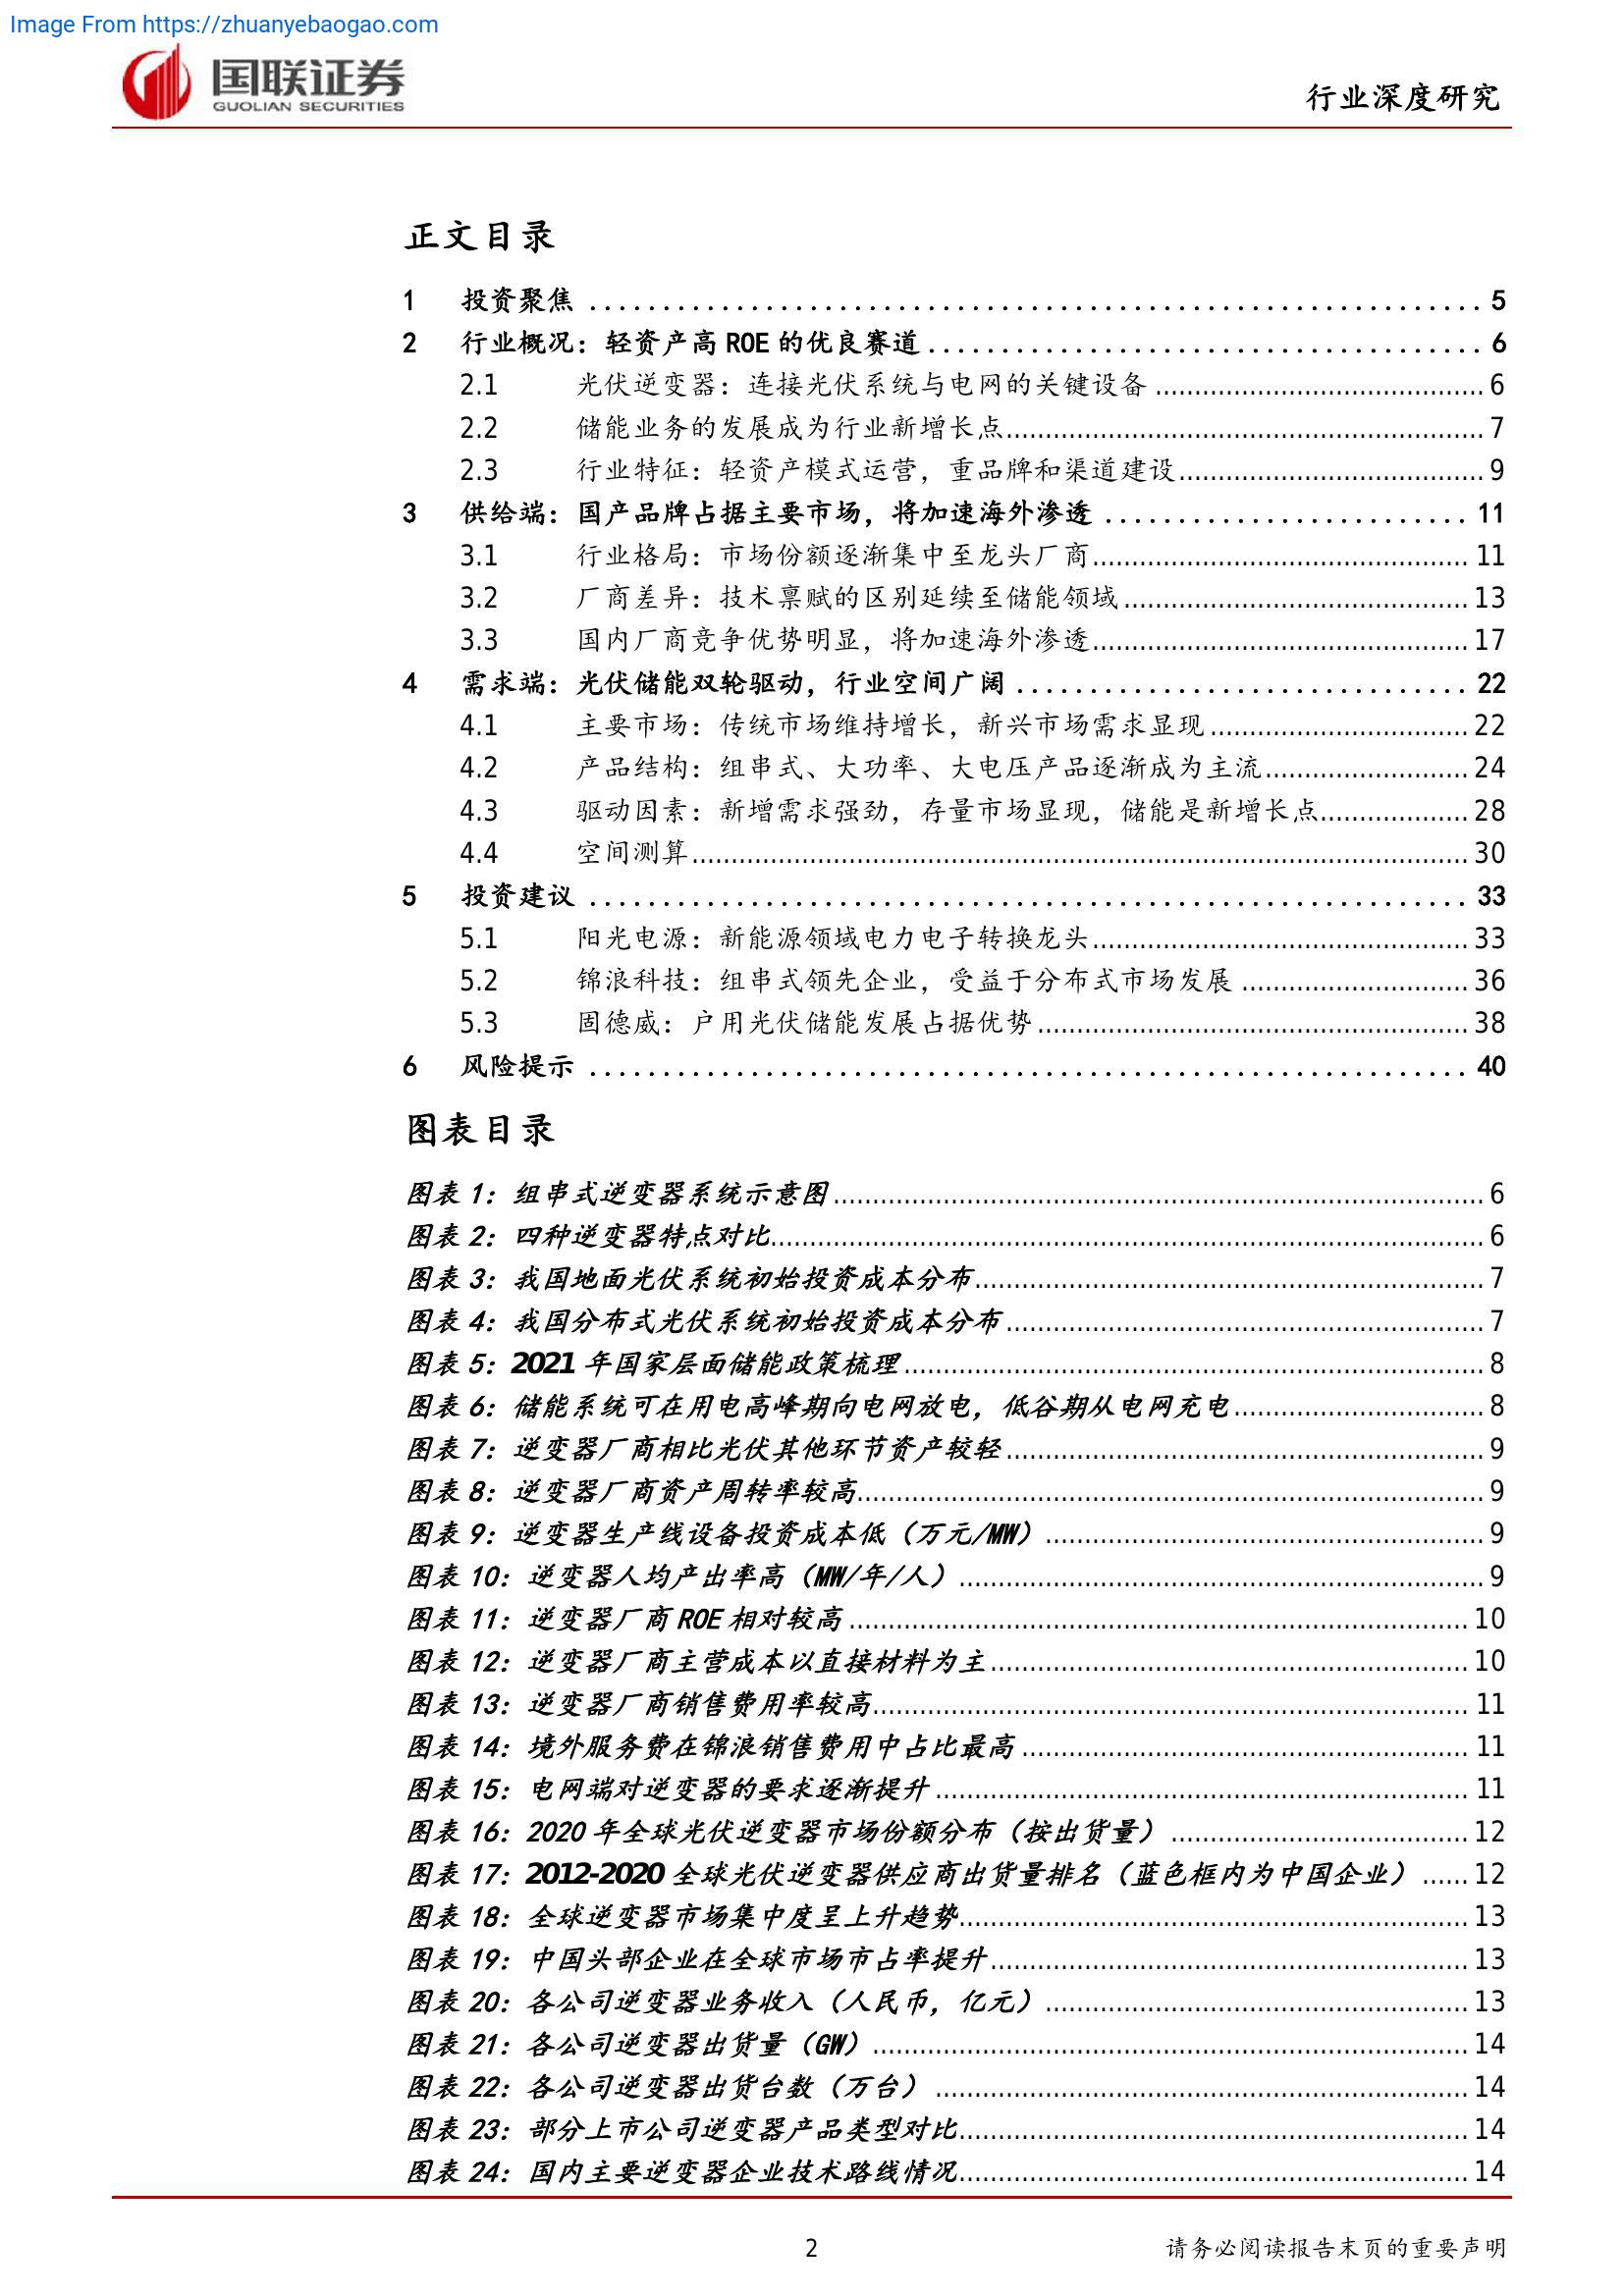 Image From https://zhuanyebaogao.com
国联证券
GUOLIAN SECURITIES
行业深度研究
正文目录
1 投资聚焦 ........ 5
2 行业概况：轻资产高 ROE 的优良赛道 ........ 6
2.1 光伏逆变器：连接光伏系统与电网的关键设备 ........ 6
2.2 储能业务的发展成为行业新增长点 ........ 7
2.3 行业特征：轻资产模式运营，重品牌和渠道建设 ........ 9
3 供给端：国产品牌占据主要市场，将加速海外渗透 ........ 11
3.1 行业格局：市场份额逐渐集中至龙头厂商 ........ 11
3.2 厂商差异：技术禀赋的区别延续至储能领域 ........ 13
3.3 国内厂商竞争优势明显，将加速海外渗透 ........ 17
4 需求端：光伏储能双轮驱动，行业空间广阔 ........ 22
4.1 主要市场：传统市场维持增长，新兴市场需求显现 ........ 22
4.2 产品结构：组串式、大功率、大电压产品逐渐成为主流 ........ 24
4.3 驱动因素：新增需求强劲，存量市场显现，储能是新增长点 ........ 28
4.4 空间测算 ........ 30
5 投资建议 ........ 33
5.1 阳光电源：新能源领域电力电子转换龙头 ........ 33
5.2 锦浪科技：组串式领先企业，受益于分布式市场发展 ........ 36
5.3 固德威：户用光伏储能发展占据优势 ........ 38
6 风险提示 ........ 40
图表目录
图表 1：组串式逆变器系统示意图 ........ 6
图表 2：四种逆变器特点对比 ........ 6
图表 3：我国地面光伏系统初始投资成本分布 ........ 7
图表 4：我国分布式光伏系统初始投资成本分布 ........ 7
图表 5：2021 年国家层面储能政策梳理 ........ 8
图表 6：储能系统可在用电高峰期向电网放电，低谷期从电网充电 ........ 8
图表 7：逆变器厂商相比光伏其他环节资产较轻 ........ 9
图表 8：逆变器厂商资产周转率较高 ........ 9
图表 9：逆变器生产线设备投资成本低（万元/MW） ........ 9
图表 10：逆变器人均产出率高（MW/年/人） ........ 9
图表 11：逆变器厂商 ROE 相对较高 ........ 10
图表 12：逆变器厂商主营成本以直接材料为主 ........ 10
图表 13：逆变器厂商销售费用率较高 ........ 11
图表 14：境外服务费在锦浪销售费用中占比最高 ........ 11
图表 15：电网端对逆变器的要求逐渐提升 ........ 11
图表 16：2020 年全球光伏逆变器市场份额分布（按出货量） ........ 12
图表 17：2012-2020 全球光伏逆变器供应商出货量排名（蓝色框内为中国企业） ...... 12
图表 18：全球逆变器市场集中度呈上升趋势 ........ 13
图表 19：中国头部企业在全球市场市占率提升 ........ 13
图表 20：各公司逆变器业务收入（人民币，亿元） ........ 13
图表 21：各公司逆变器出货量（GW） ........ 14
图表 22：各公司逆变器出货台数（万台） ........ 14
图表 23：部分上市公司逆变器产品类型对比 ........ 14
图表 24：国内主要逆变器企业技术路线情况 ........ 14
2
请务必阅读报告末页的重要声明